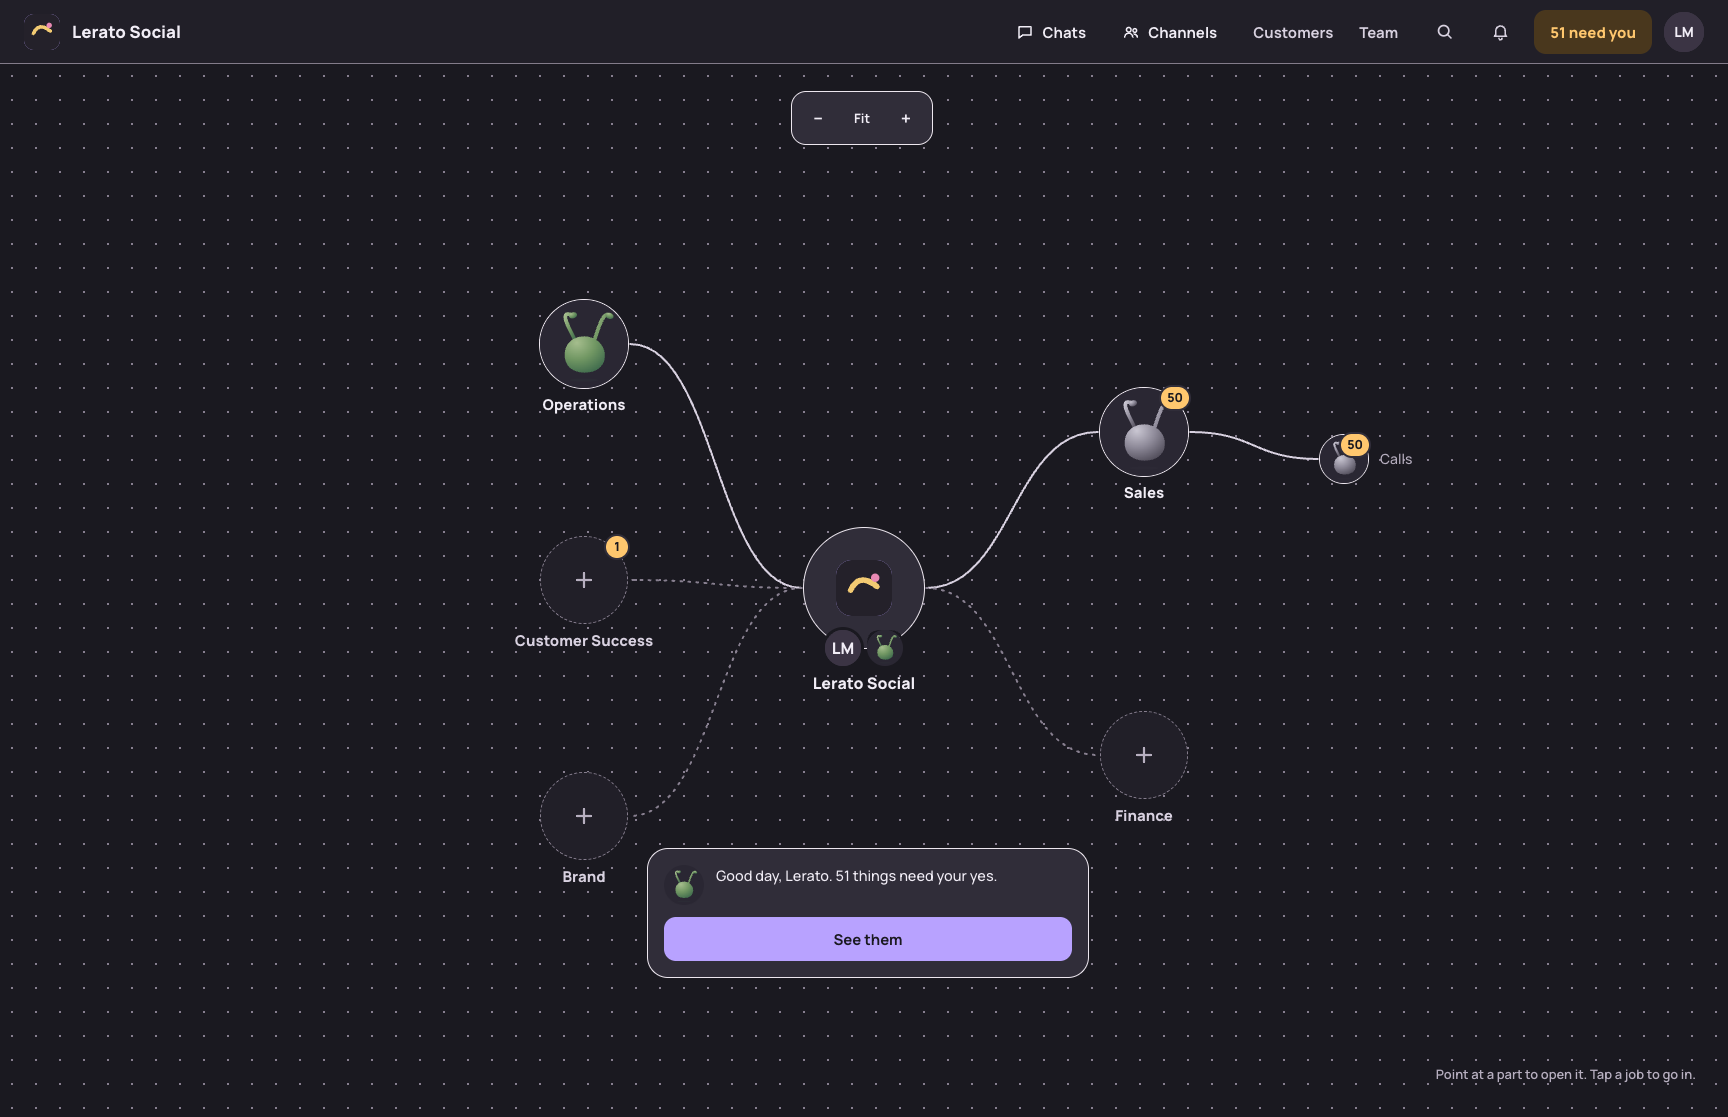 Lerato Social
Chats
Channels
Customers
Team
51 need you
LM
− Fit +
Operations
50
Sales
50
Calls
1
Customer Success
LM
Lerato Social
Finance
Brand
Good day, Lerato. 51 things need your yes.
See them
Point at a part to open it. Tap a job to go in.